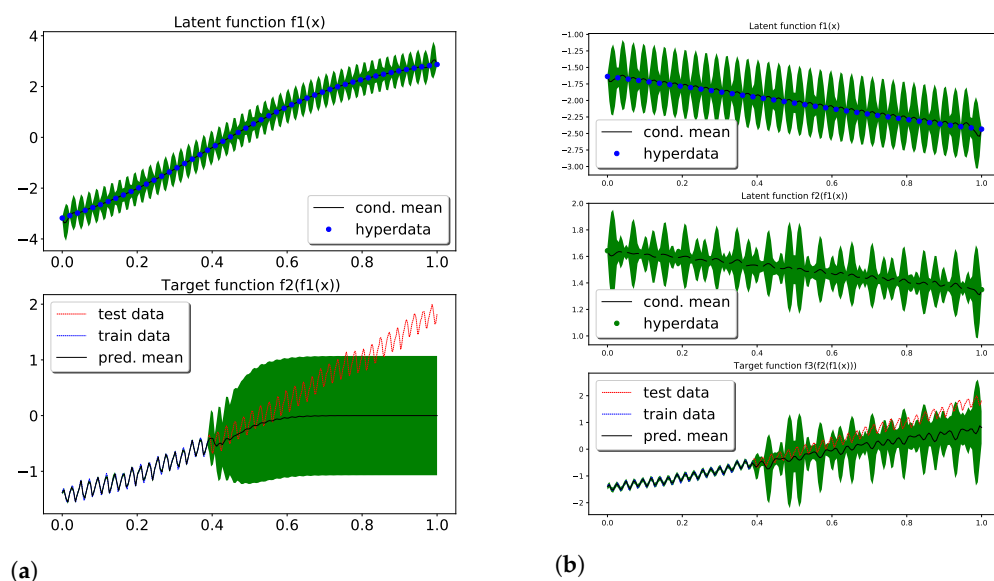 Latent function f1(x)
4
2
0
−2
−4
cond. mean
hyperdata
0.0 0.2 0.4 0.6 0.8 1.0
Target function f2(f1(x))
2
1
0
−1
test data
train data
pred. mean
0.0 0.2 0.4 0.6 0.8 1.0
(a)
Latent function f1(x)
−1.00
−1.25
−1.50
−1.75
−2.00
−2.25
−2.50
−2.75
−3.00
cond. mean
hyperdata
0.0 0.2 0.4 0.6 0.8 1.0
Latent function f2(f1(x))
2.0
1.8
1.6
1.4
1.2
1.0
cond. mean
hyperdata
0.0 0.2 0.4 0.6 0.8 1.0
Target function f3(f2(f1(x)))
2
1
0
−1
−2
test data
train data
pred. mean
0.0 0.2 0.4 0.6 0.8 1.0
(b)